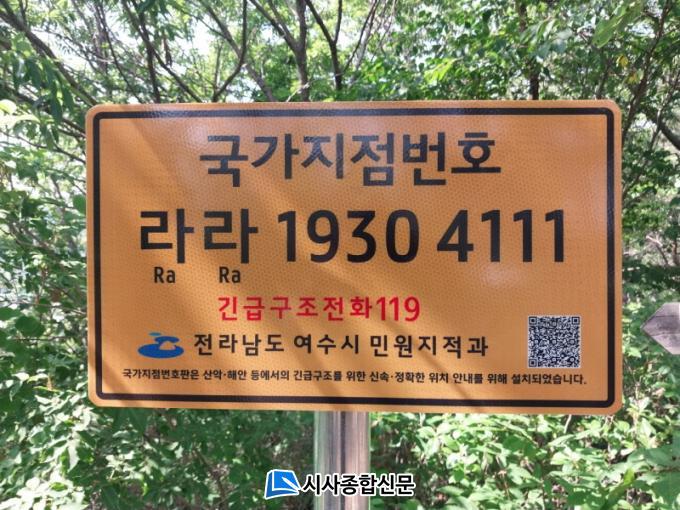 국가지점번호
라라 1930 4111
Ra Ra
긴급구조전화119
전라남도 여수시 민원지적과
국가지점번호판은 산악·해안 등에서의 긴급구조를 위한 신속·정확한 위치 안내를 위해 설치되었습니다.
시사종합신문